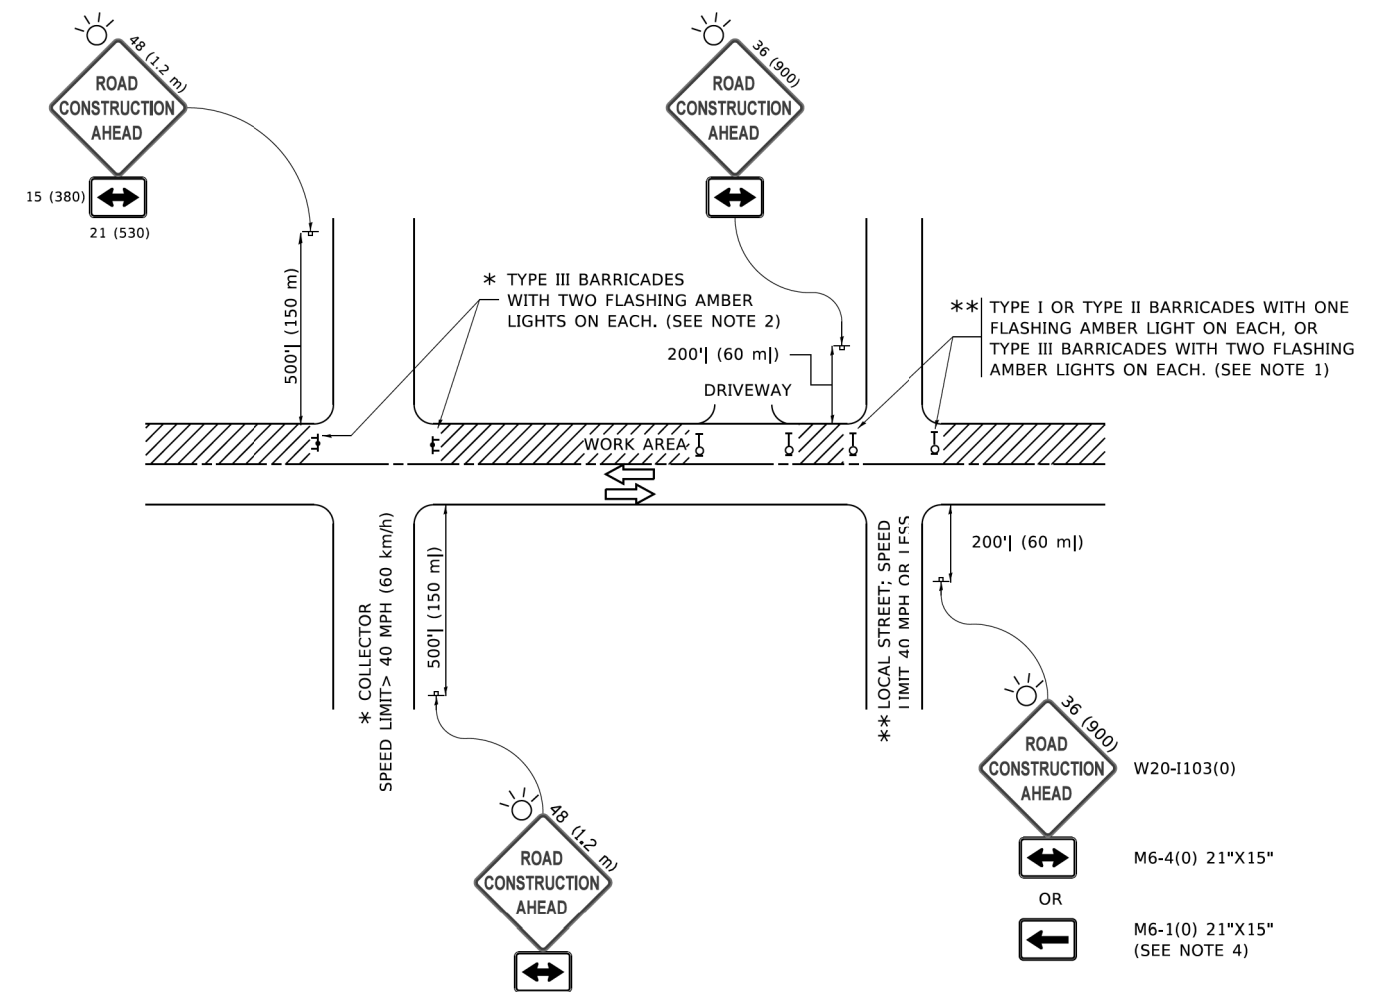 48 (1.2 m)
ROAD
CONSTRUCTION
AHEAD
15 (380)
21 (530)
36 (900)
ROAD
CONSTRUCTION
AHEAD
500'| (150 m)
* TYPE III BARRICADES
WITH TWO FLASHING AMBER
LIGHTS ON EACH. (SEE NOTE 2)
200'| (60 m|)
DRIVEWAY
** TYPE I OR TYPE II BARRICADES WITH ONE
FLASHING AMBER LIGHT ON EACH, OR
TYPE III BARRICADES WITH TWO FLASHING
AMBER LIGHTS ON EACH. (SEE NOTE 1)
WORK AREA
* COLLECTOR
SPEED LIMIT> 40 MPH (60 km/h)
500'| (150 m|)
** LOCAL STREET; SPEED
LIMIT 40 MPH OR LESS
200'| (60 m|)
48 (1.2 m)
ROAD
CONSTRUCTION
AHEAD
36 (900)
ROAD
CONSTRUCTION
AHEAD
W20-I103(0)
M6-4(0) 21"X15"
OR
M6-1(0) 21"X15"
(SEE NOTE 4)